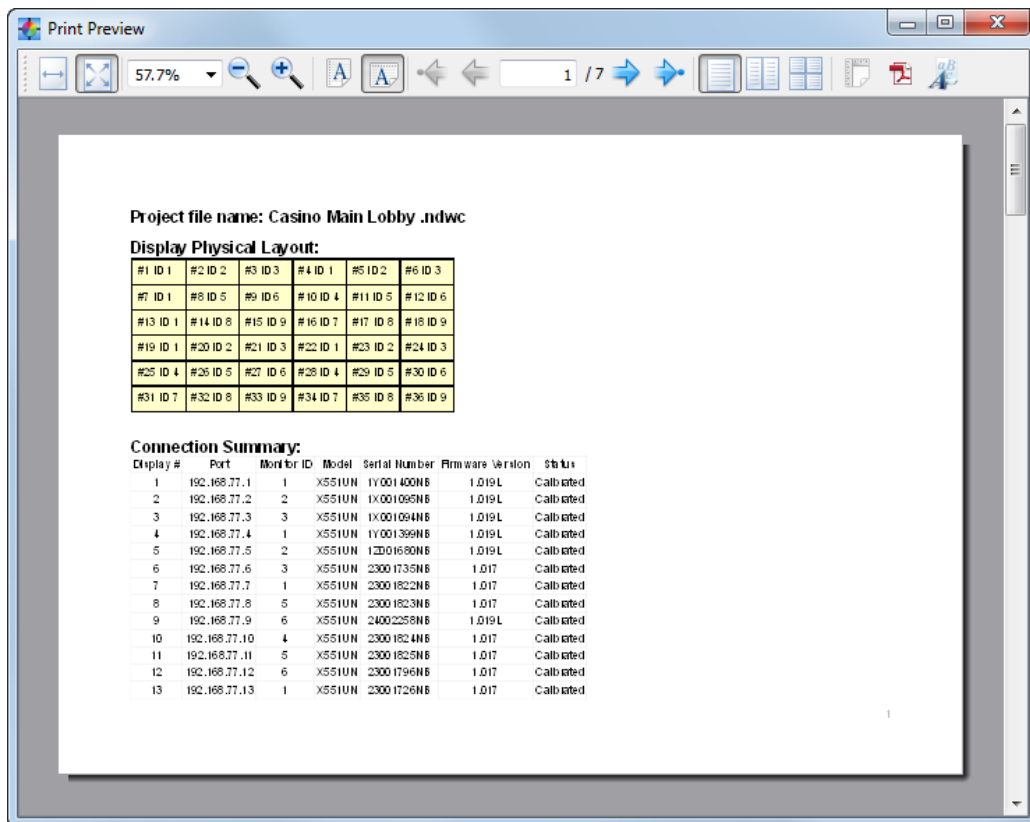 Print Preview
57.7% 1 / 7
Project file name: Casino Main Lobby .ndwc
Display Physical Layout:
#1 ID 1 #2 ID 2 #3 ID 3 #4 ID 1 #5 ID 2 #6 ID 3
#7 ID 1 #8 ID 5 #9 ID 6 #10 ID 4 #11 ID 5 #12 ID 6
#13 ID 1 #14 ID 8 #15 ID 9 #16 ID 7 #17 ID 8 #18 ID 9
#19 ID 1 #20 ID 2 #21 ID 3 #22 ID 1 #23 ID 2 #24 ID 3
#25 ID 4 #26 ID 5 #27 ID 6 #28 ID 4 #29 ID 5 #30 ID 6
#31 ID 7 #32 ID 8 #33 ID 9 #34 ID 7 #35 ID 8 #36 ID 9
Connection Summary:
Display # Port Monitor ID Model Serial Number Firmware Version Status
1 192.168.77.1 1 X551UN 1Y001400NB 1.019L Calibrated
2 192.168.77.2 2 X551UN 1X001095NB 1.019L Calibrated
3 192.168.77.3 3 X551UN 1X001094NB 1.019L Calibrated
4 192.168.77.4 1 X551UN 1Y001399NB 1.019L Calibrated
5 192.168.77.5 2 X551UN 1Z001680NB 1.019L Calibrated
6 192.168.77.6 3 X551UN 23001735NB 1.017 Calibrated
7 192.168.77.7 1 X551UN 23001822NB 1.017 Calibrated
8 192.168.77.8 5 X551UN 23001823NB 1.017 Calibrated
9 192.168.77.9 6 X551UN 24002258NB 1.019L Calibrated
10 192.168.77.10 4 X551UN 23001824NB 1.017 Calibrated
11 192.168.77.11 5 X551UN 23001825NB 1.017 Calibrated
12 192.168.77.12 6 X551UN 23001796NB 1.017 Calibrated
13 192.168.77.13 1 X551UN 23001726NB 1.017 Calibrated
1